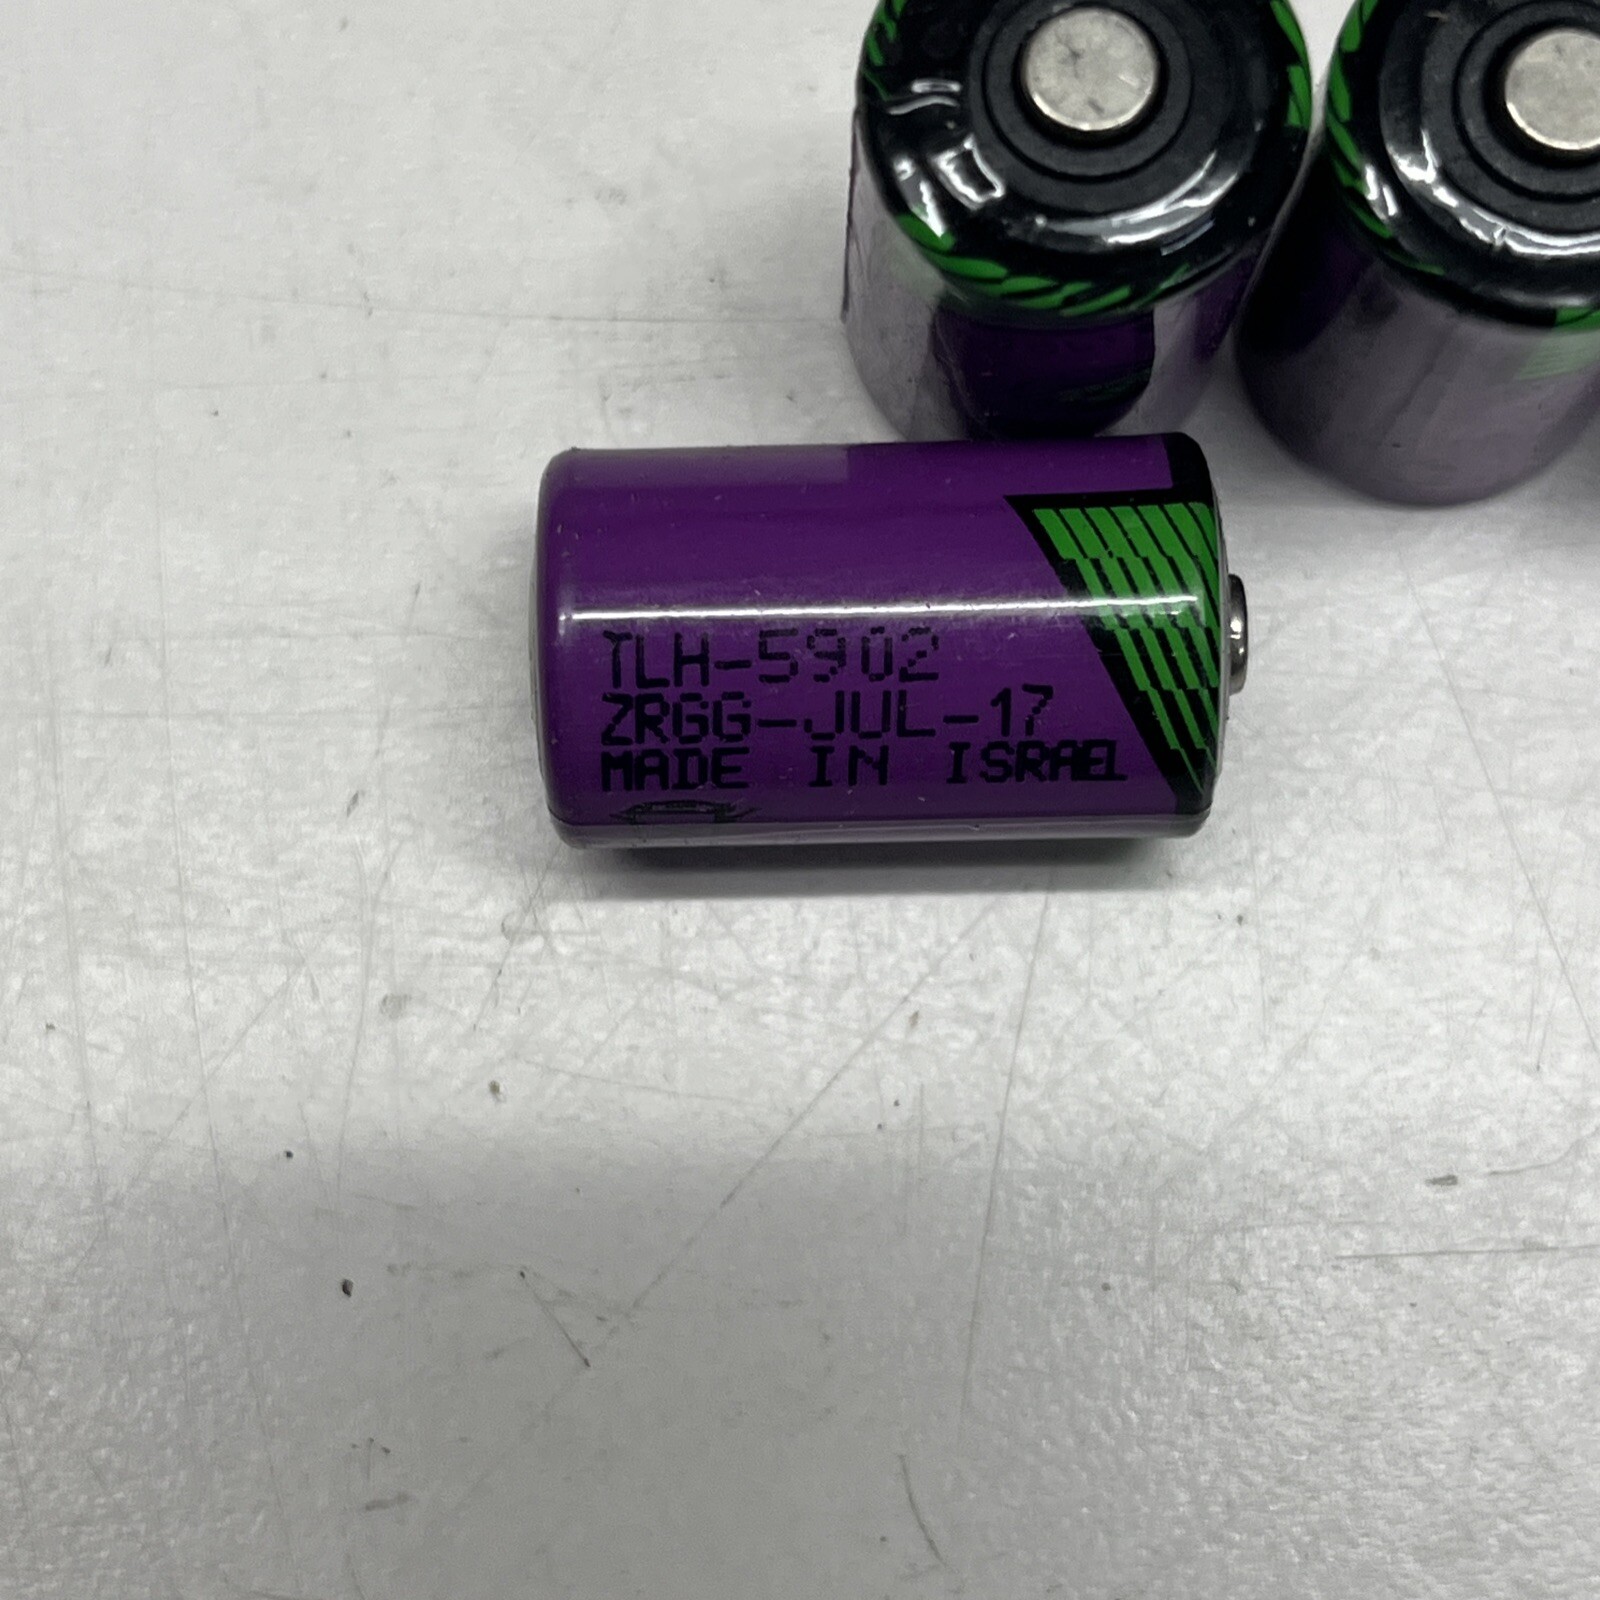 TLH-5902
ZRGG-JUL-17
MADE IN ISRAEL